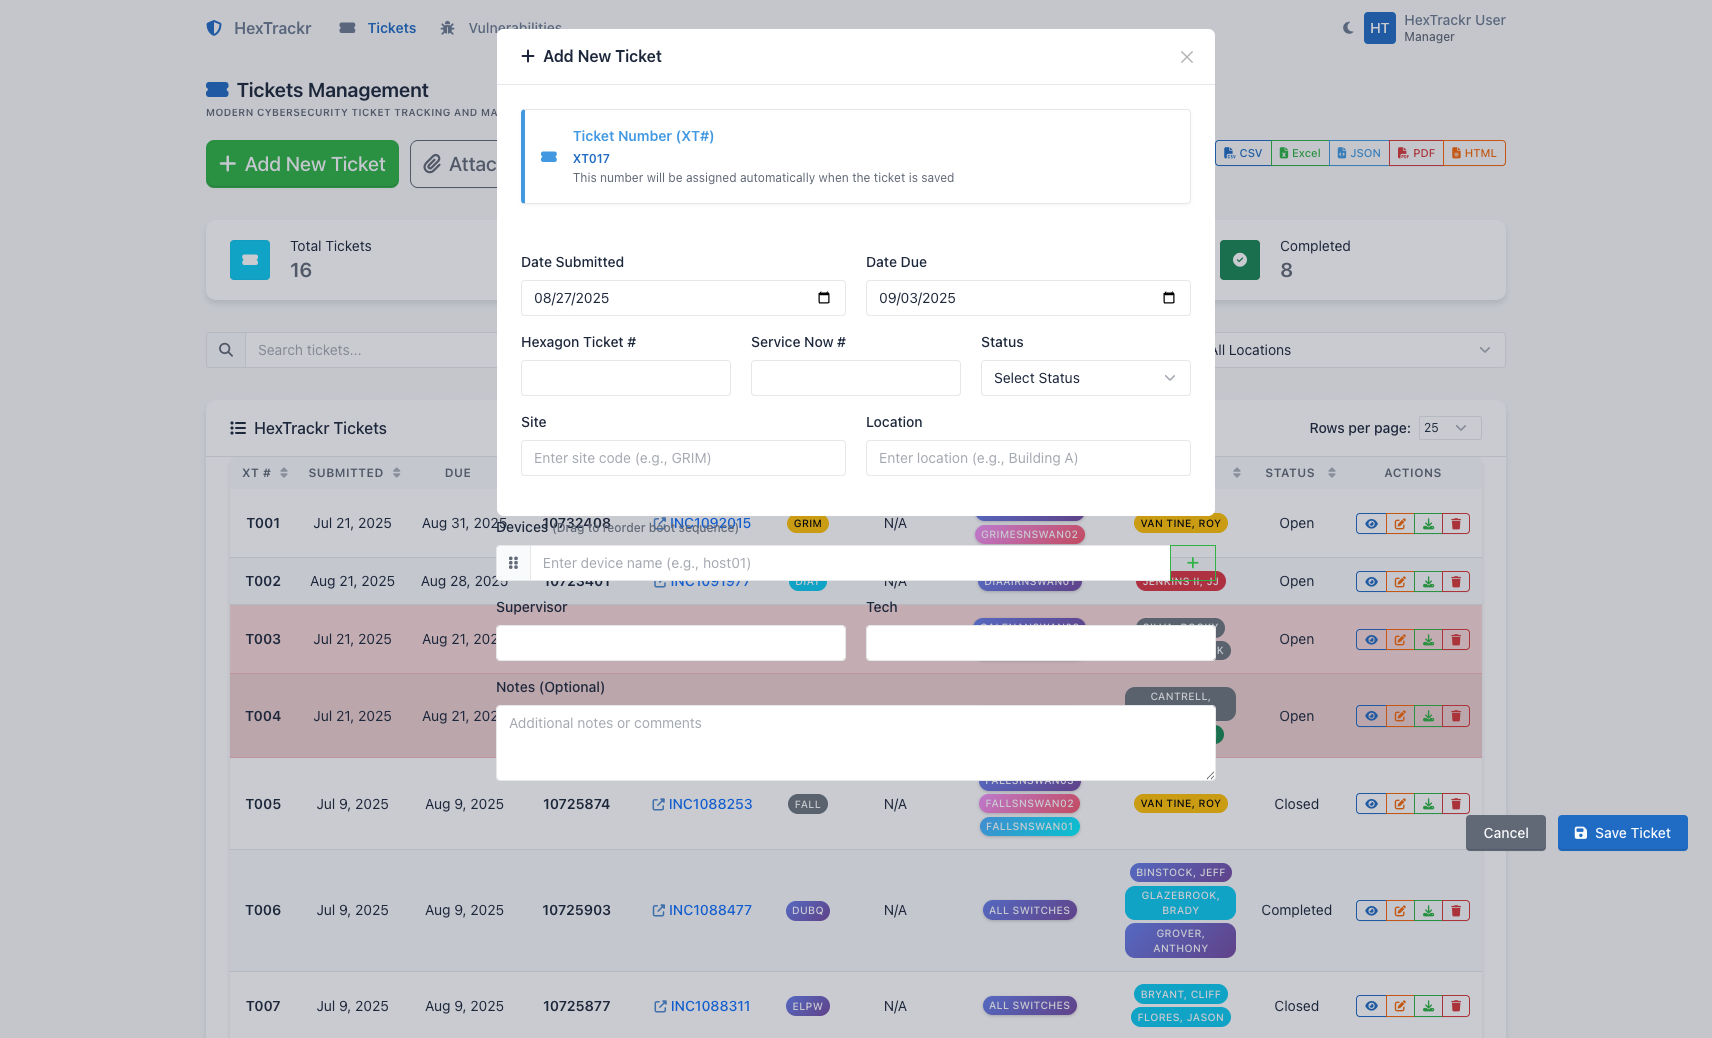 HexTrackr
Tickets
Vulnerabilities
HT
HexTrackr User
Manager
Tickets Management
MODERN CYBERSECURITY TICKET TRACKING AND MA
Add New Ticket
Attac
CSV
Excel
JSON
PDF
HTML
Total Tickets
16
Completed
8
Search tickets...
All Locations
HexTrackr Tickets
Rows per page:
25
Add New Ticket
Ticket Number (XT#)
XT017
This number will be assigned automatically when the ticket is saved
Date Submitted
Date Due
08/27/2025
09/03/2025
Hexagon Ticket #
Service Now #
Status
Select Status
Site
Location
Enter site code (e.g., GRIM)
Enter location (e.g., Building A)
Devices (Drag to reorder boot sequence)
Enter device name (e.g., host01)
Supervisor
Tech
Notes (Optional)
Additional notes or comments
Cancel
Save Ticket
XT #
SUBMITTED
DUE
STATUS
ACTIONS
T001
Jul 21, 2025
Aug 31, 2025
10732408
INC1092015
GRIM
N/A
GRIMESNSWAN02
VAN TINE, ROY
Open
T002
Aug 21, 2025
Aug 28, 2025
10723401
INC1091977
N/A
JENKINS II, JJ
Open
T003
Jul 21, 2025
Aug 21, 202
K
Open
T004
Jul 21, 2025
Aug 21, 202
CANTRELL,
Open
T005
Jul 9, 2025
Aug 9, 2025
10725874
INC1088253
FALL
N/A
FALLSNSWAN03
FALLSNSWAN02
FALLSNSWAN01
VAN TINE, ROY
Closed
T006
Jul 9, 2025
Aug 9, 2025
10725903
INC1088477
DUBQ
N/A
ALL SWITCHES
BINSTOCK, JEFF
GLAZEBROOK,
BRADY
GROVER,
ANTHONY
Completed
T007
Jul 9, 2025
Aug 9, 2025
10725877
INC1088311
ELPW
N/A
ALL SWITCHES
BRYANT, CLIFF
FLORES, JASON
Closed